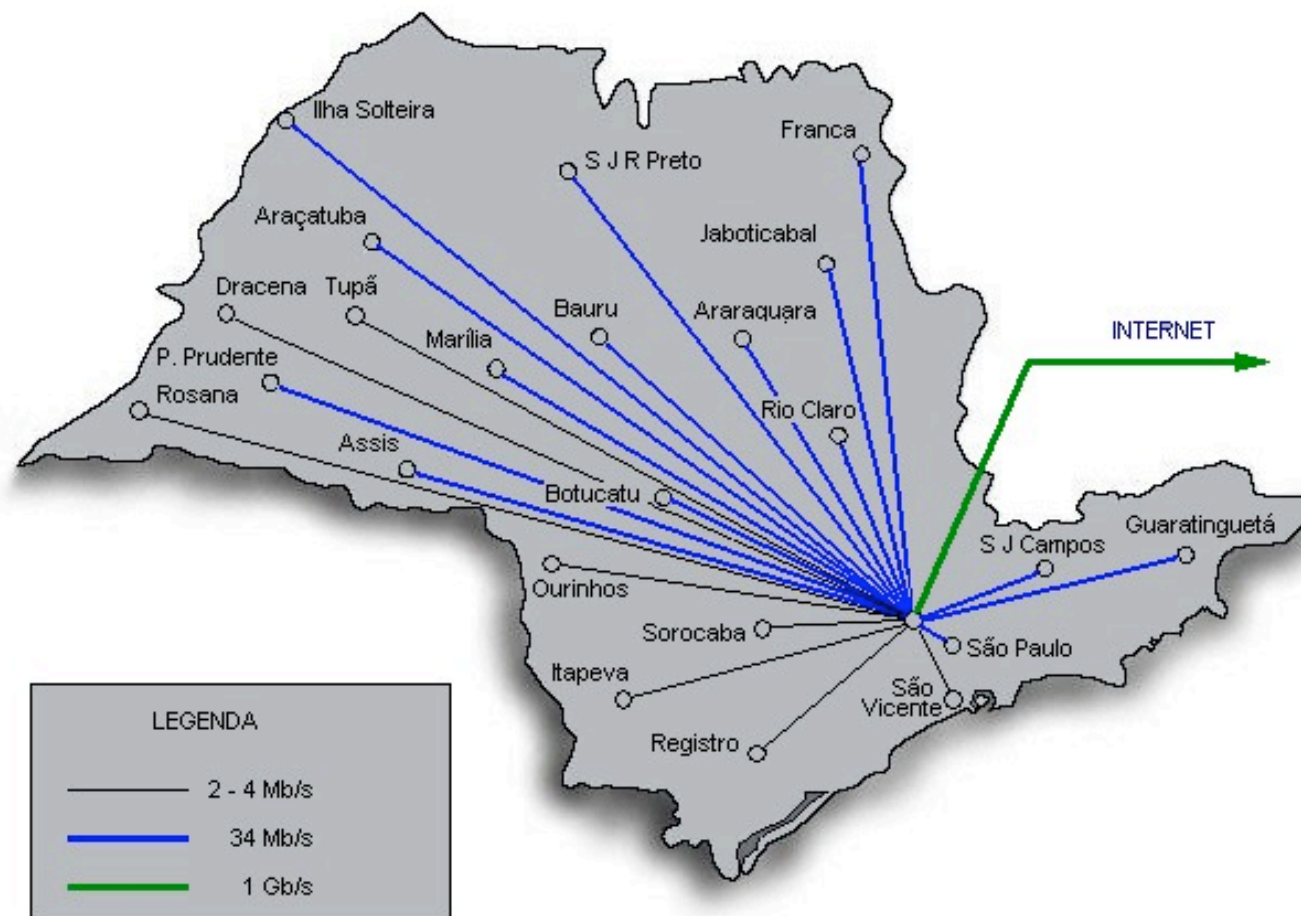 Ilha Solteira
Franca
S J R Preto
Araçatuba
Jaboticabal
Dracena
Tupã
Bauru
Araraquara
INTERNET
Marília
P. Prudente
Rosana
Rio Claro
Assis
Botucatu
Guaratinguetá
S J Campos
Ourinhos
Sorocaba
São Paulo
Itapeva
São
Vicente
Registro
LEGENDA
2 - 4 Mb/s
34 Mb/s
1 Gb/s